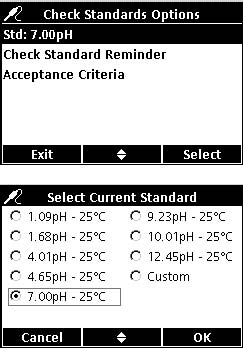 Check Standards Options
Std: 7.00pH
Check Standard Reminder
Acceptance Criteria
Exit Select
Select Current Standard
1.09pH - 25°C 9.23pH - 25°C
1.68pH - 25°C 10.01pH - 25°C
4.01pH - 25°C 12.45pH - 25°C
4.65pH - 25°C Custom
7.00pH - 25°C
Cancel OK